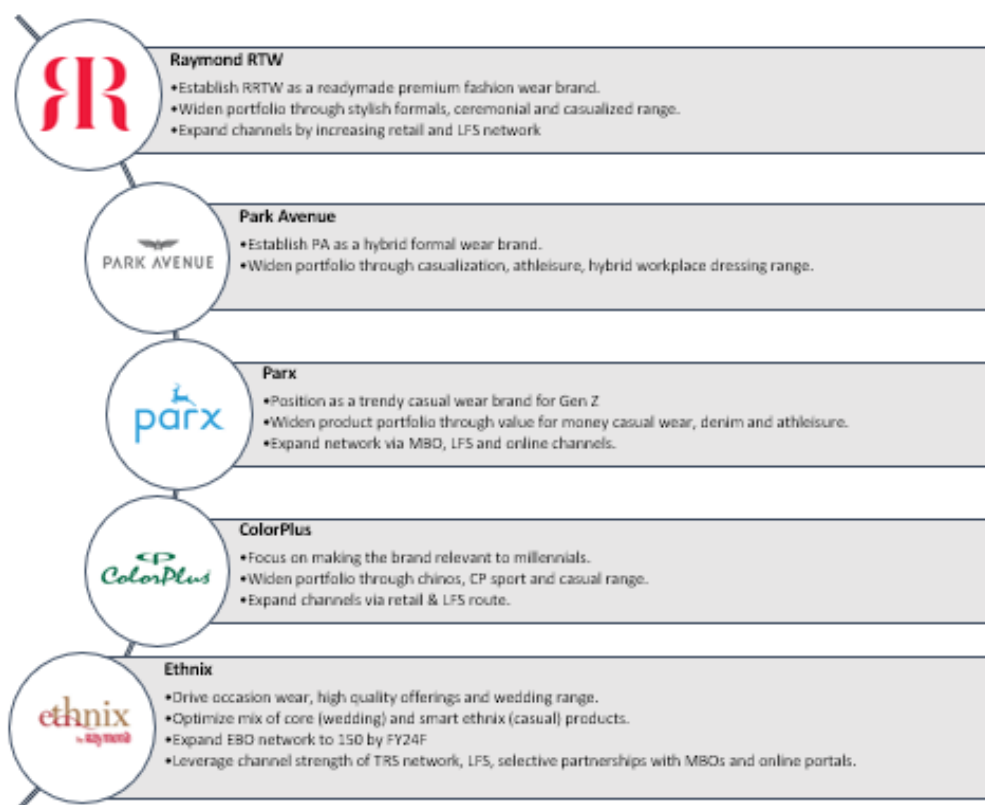 RR
Raymond RTW
•Establish RRTW as a readymade premium fashion wear brand.
•Widen portfolio through stylish formals, ceremonial and casualized range.
•Expand channels by increasing retail and LFS network
PARK AVENUE
Park Avenue
•Establish PA as a hybrid formal wear brand.
•Widen portfolio through casualization, athleisure, hybrid workplace dressing range.
parx
Parx
•Position as a trendy casual wear brand for Gen Z
•Widen product portfolio through value for money casual wear, denim and athleisure.
•Expand network via MBO, LFS and online channels.
cp
ColorPlus
ColorPlus
•Focus on making the brand relevant to millennials.
•Widen portfolio through chinos, CP sport and casual range.
•Expand channels via retail & LFS route.
ethnix
by Raymond
Ethnix
•Drive occasion wear, high quality offerings and wedding range.
•Optimize mix of core (wedding) and smart ethnix (casual) products.
•Expand EBO network to 150 by FY24F
•Leverage channel strength of TRS network, LFS, selective partnerships with MBOs and online portals.